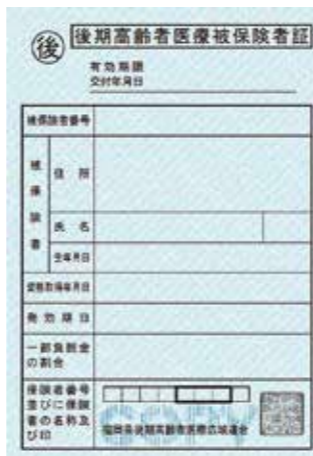 後
後期高齢者医療被保険者証
有効期限
交付年月日
被保険者番号
被保険者
住 所
氏 名
生年月日
資格取得年月日
発 効 期 日
一部負担金
の割合
保険者番号
並びに保険
者の名称及
び印
COPY
福岡県後期高齢者医療広域連合